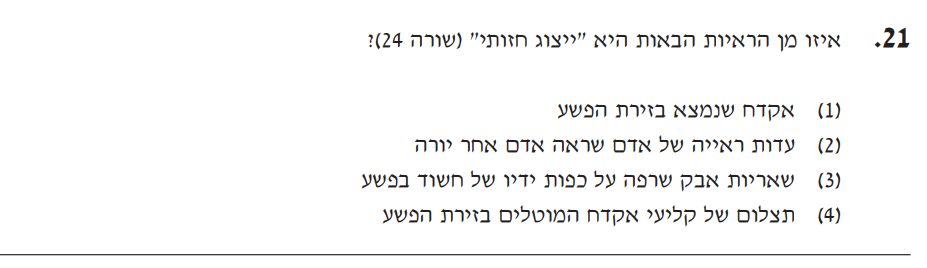 21. איזו מן הראיות הבאות היא "ייצוג חזותי" (שורה 24)?
(1) אקדח שנמצא בזירת הפשע
(2) עדות ראייה של אדם שראה אדם אחר יורה
(3) שאריות אבק שרפה על כפות ידיו של חשוד בפשע
(4) תצלום של קליעי אקדח המוטלים בזירת הפשע